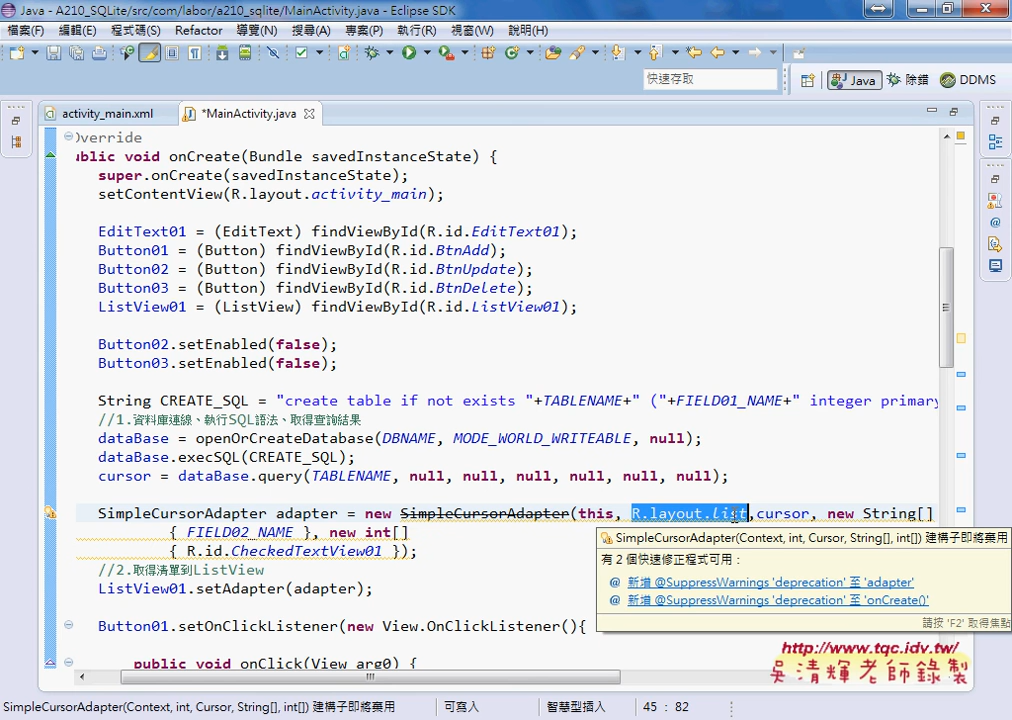 Java - A210_SQLite/src/com/labor/a210_sqlite/MainActivity.java - Eclipse SDK
檔案(F) 編輯(E) 程式碼(S) Refactor 導覽(N) 搜尋(A) 專案(P) 執行(R) 視窗(W) 說明(H)
快速存取
Java 除錯 DDMS
activity_main.xml *MainActivity.java
)verride
ıblic void onCreate(Bundle savedInstanceState) {
super.onCreate(savedInstanceState);
setContentView(R.layout.activity_main);
EditText01 = (EditText) findViewById(R.id.EditText01);
Button01 = (Button) findViewById(R.id.BtnAdd);
Button02 = (Button) findViewById(R.id.BtnUpdate);
Button03 = (Button) findViewById(R.id.BtnDelete);
ListView01 = (ListView) findViewById(R.id.ListView01);
Button02.setEnabled(false);
Button03.setEnabled(false);
String CREATE_SQL = "create table if not exists "+TABLENAME+" ("+FIELD01_NAME+" integer primary
//1.資料庫連線、執行SQL語法、取得查詢結果
dataBase = openOrCreateDatabase(DBNAME, MODE_WORLD_WRITEABLE, null);
dataBase.execSQL(CREATE_SQL);
cursor = dataBase.query(TABLENAME, null, null, null, null, null, null);
SimpleCursorAdapter adapter = new SimpleCursorAdapter(this, R.layout.list,cursor, new String[]
{ FIELD02_NAME }, new int[]
{ R.id.CheckedTextView01 });
//2.取得清單到ListView
ListView01.setAdapter(adapter);
Button01.setOnClickListener(new View.OnClickListener(){
public void onClick(View arg0) {
SimpleCursorAdapter(Context, int, Cursor, String[], int[]) 建構子即將棄用
有 2 個快速修正程式可用：
@ 新增 @SuppressWarnings 'deprecation' 至 'adapter'
@ 新增 @SuppressWarnings 'deprecation' 至 'onCreate()'
請按 'F2' 取得焦點
http://www.tqc.idv.tw/
吳清輝老師錄製
SimpleCursorAdapter(Context, int, Cursor, String[], int[]) 建構子即將棄用 可寫入 智慧型插入 45 : 82